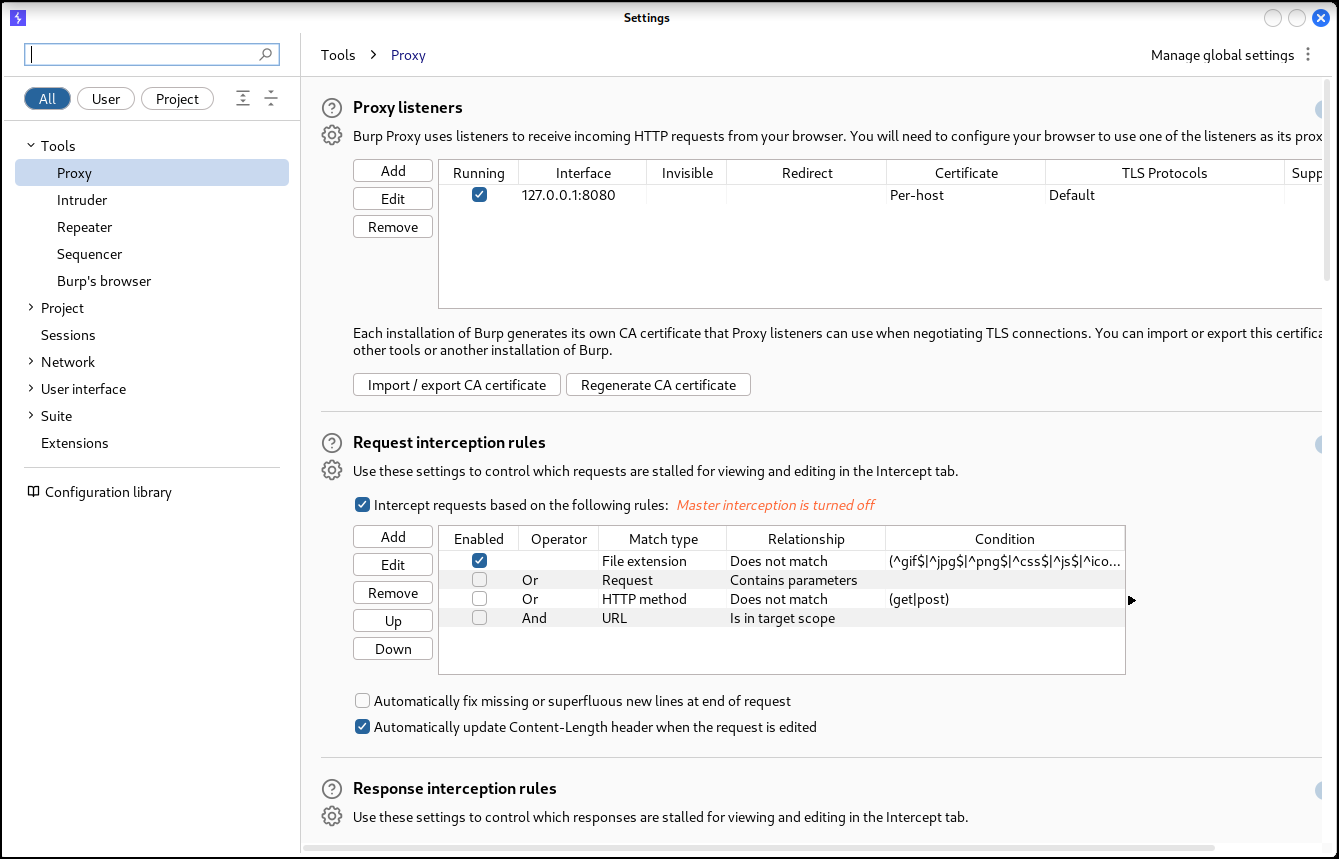 Settings
All
User
Project
Tools
Proxy
Intruder
Repeater
Sequencer
Burp's browser
Project
Sessions
Network
User interface
Suite
Extensions
Configuration library
Tools > Proxy
Manage global settings
Proxy listeners
Burp Proxy uses listeners to receive incoming HTTP requests from your browser. You will need to configure your browser to use one of the listeners as its prox
Add
Edit
Remove
Running Interface Invisible Redirect Certificate TLS Protocols Supp
127.0.0.1:8080 Per-host Default
Each installation of Burp generates its own CA certificate that Proxy listeners can use when negotiating TLS connections. You can import or export this certifica
other tools or another installation of Burp.
Import / export CA certificate
Regenerate CA certificate
Request interception rules
Use these settings to control which requests are stalled for viewing and editing in the Intercept tab.
Intercept requests based on the following rules: Master interception is turned off
Add
Edit
Remove
Up
Down
Enabled Operator Match type Relationship Condition
File extension Does not match (^gif$|^jpg$|^png$|^css$|^js$|^ico...
Or Request Contains parameters
Or HTTP method Does not match (get|post)
And URL Is in target scope
Automatically fix missing or superfluous new lines at end of request
Automatically update Content-Length header when the request is edited
Response interception rules
Use these settings to control which responses are stalled for viewing and editing in the Intercept tab.